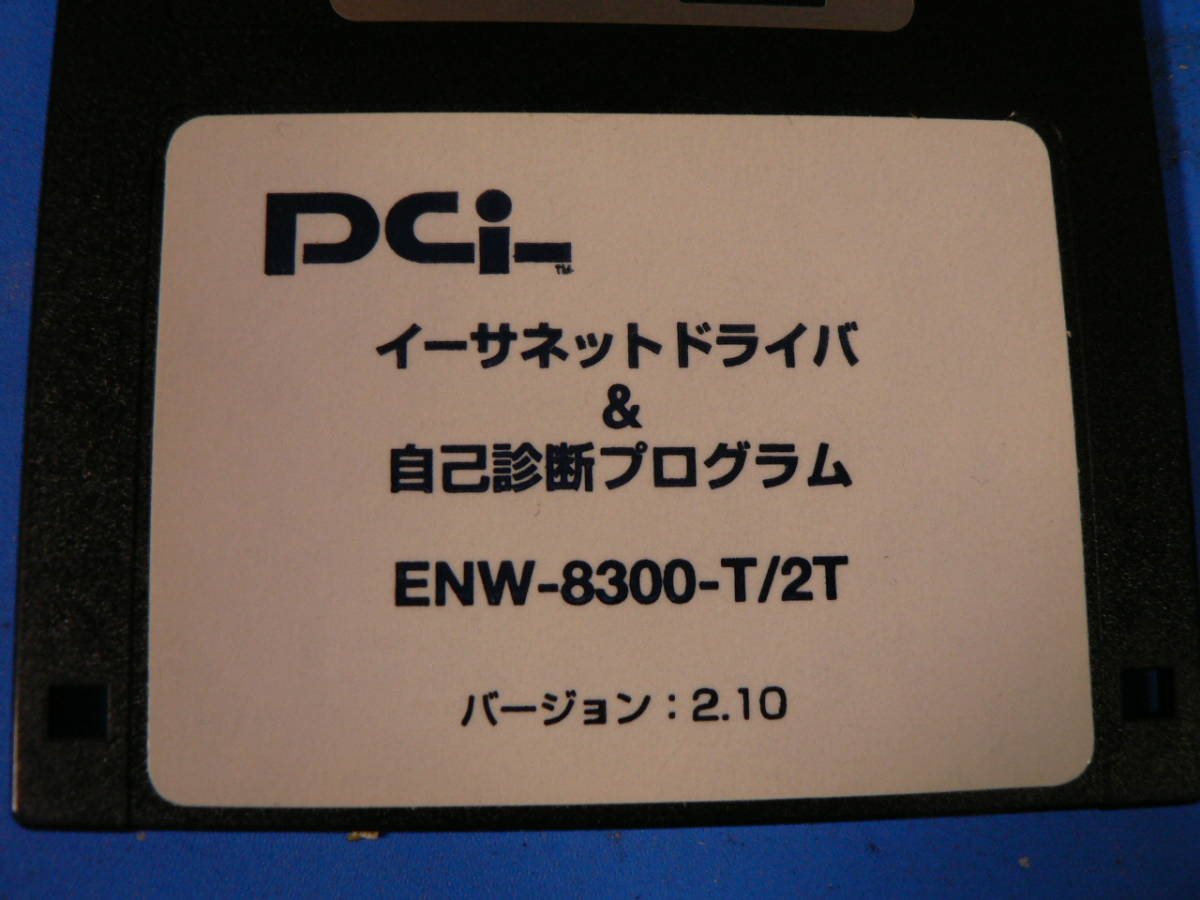 PCi
TM
イーサネットドライバ
&
自己診断プログラム
ENW-8300-T/2T
バージョン：2.10